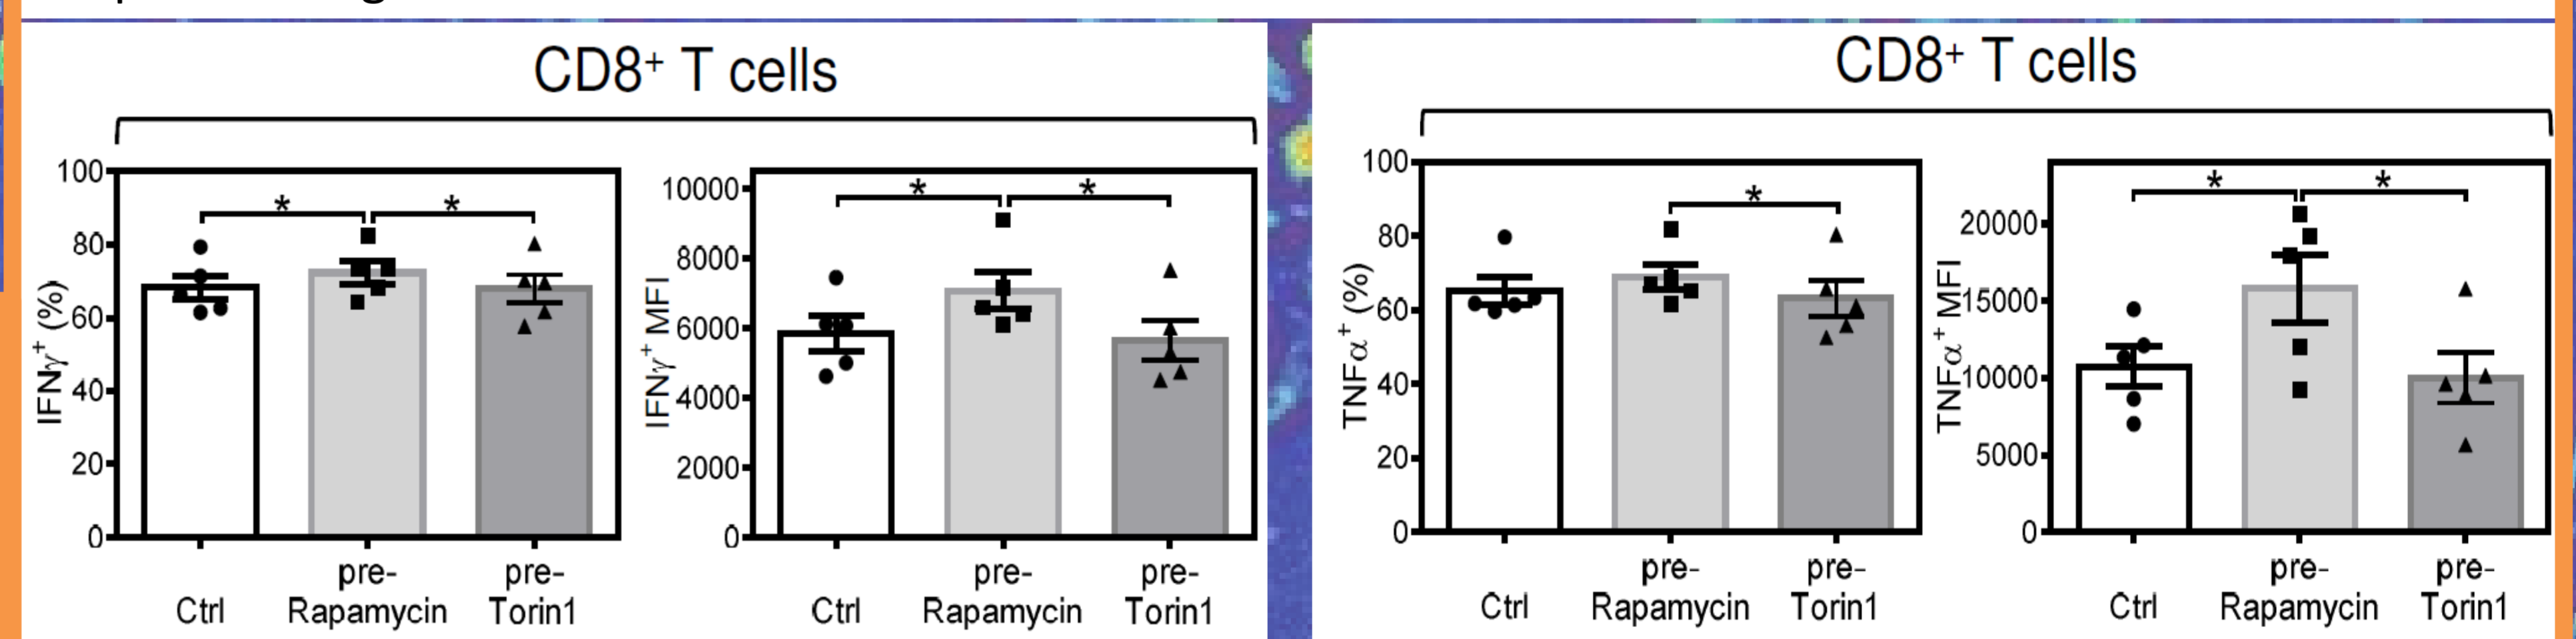 CD8+ T cells
IFNγ+ (%)
100
80
60
40
20
0
* *
Ctrl
pre-
Rapamycin
pre-
Torin1
IFNγ+ MFI
10000
8000
6000
4000
2000
0
* *
Ctrl
pre-
Rapamycin
pre-
Torin1
CD8+ T cells
TNFα+ (%)
100
80
60
40
20
0
*
Ctrl
pre-
Rapamycin
pre-
Torin1
TNFα+ MFI
20000
15000
10000
5000
0
* *
Ctrl
pre-
Rapamycin
pre-
Torin1